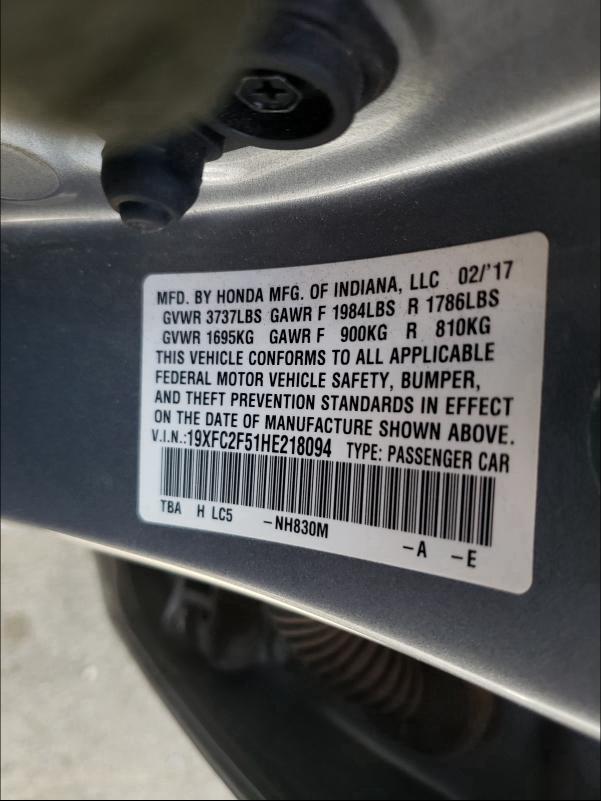 MFD. BY HONDA MFG. OF INDIANA, LLC 02/'17
GVWR 3737LBS GAWR F 1984LBS R 1786LBS
GVWR 1695KG GAWR F 900KG R 810KG
THIS VEHICLE CONFORMS TO ALL APPLICABLE
FEDERAL MOTOR VEHICLE SAFETY, BUMPER,
AND THEFT PREVENTION STANDARDS IN EFFECT
ON THE DATE OF MANUFACTURE SHOWN ABOVE.
V.I.N.:19XFC2F51HE218094 TYPE: PASSENGER CAR
TBA H LC5 -NH830M -A -E